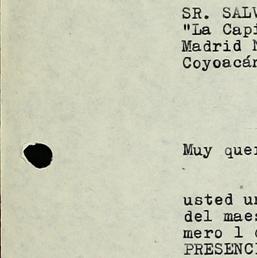 SR. SALV
"La Capi
Madrid N
Coyoacán
Muy quer
usted un
del maes
mero 1 d
PRESENCI